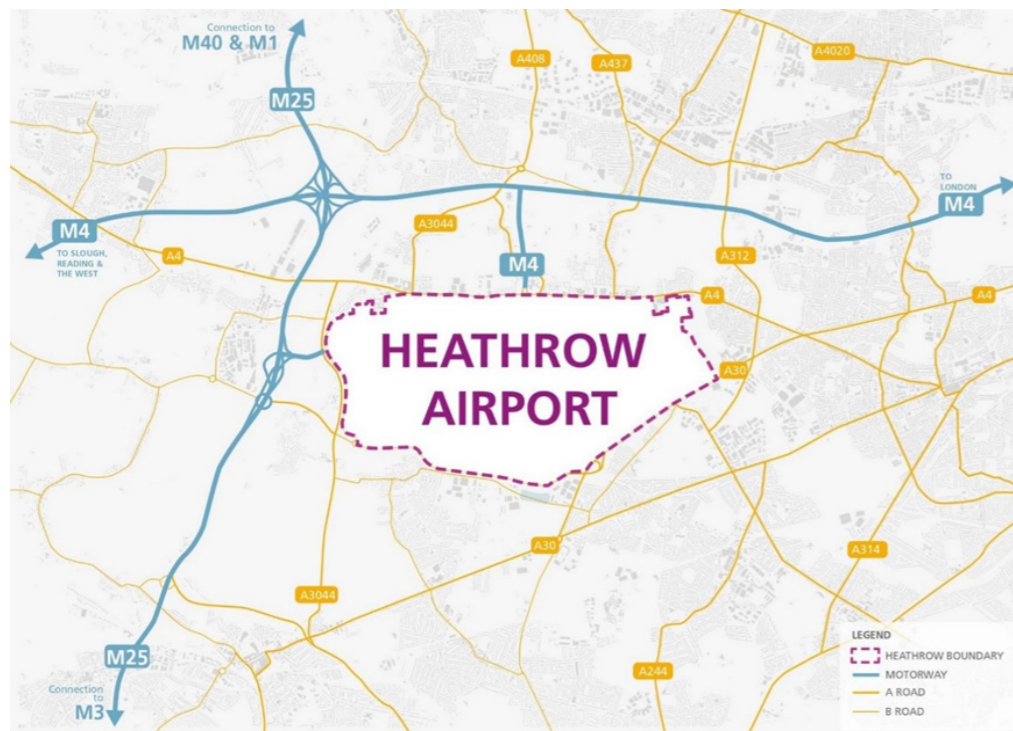 Connection to
M40 & M1
A408
A437
A4020
M25
TO
LONDON
M4
M4
TO SLOUGH,
READING &
THE WEST
A4
A3044
M4
A312
A4
A4
HEATHROW
AIRPORT
A30
A30
A314
A3044
A244
M25
Connection
to
M3
LEGEND
HEATHROW BOUNDARY
MOTORWAY
A ROAD
B ROAD